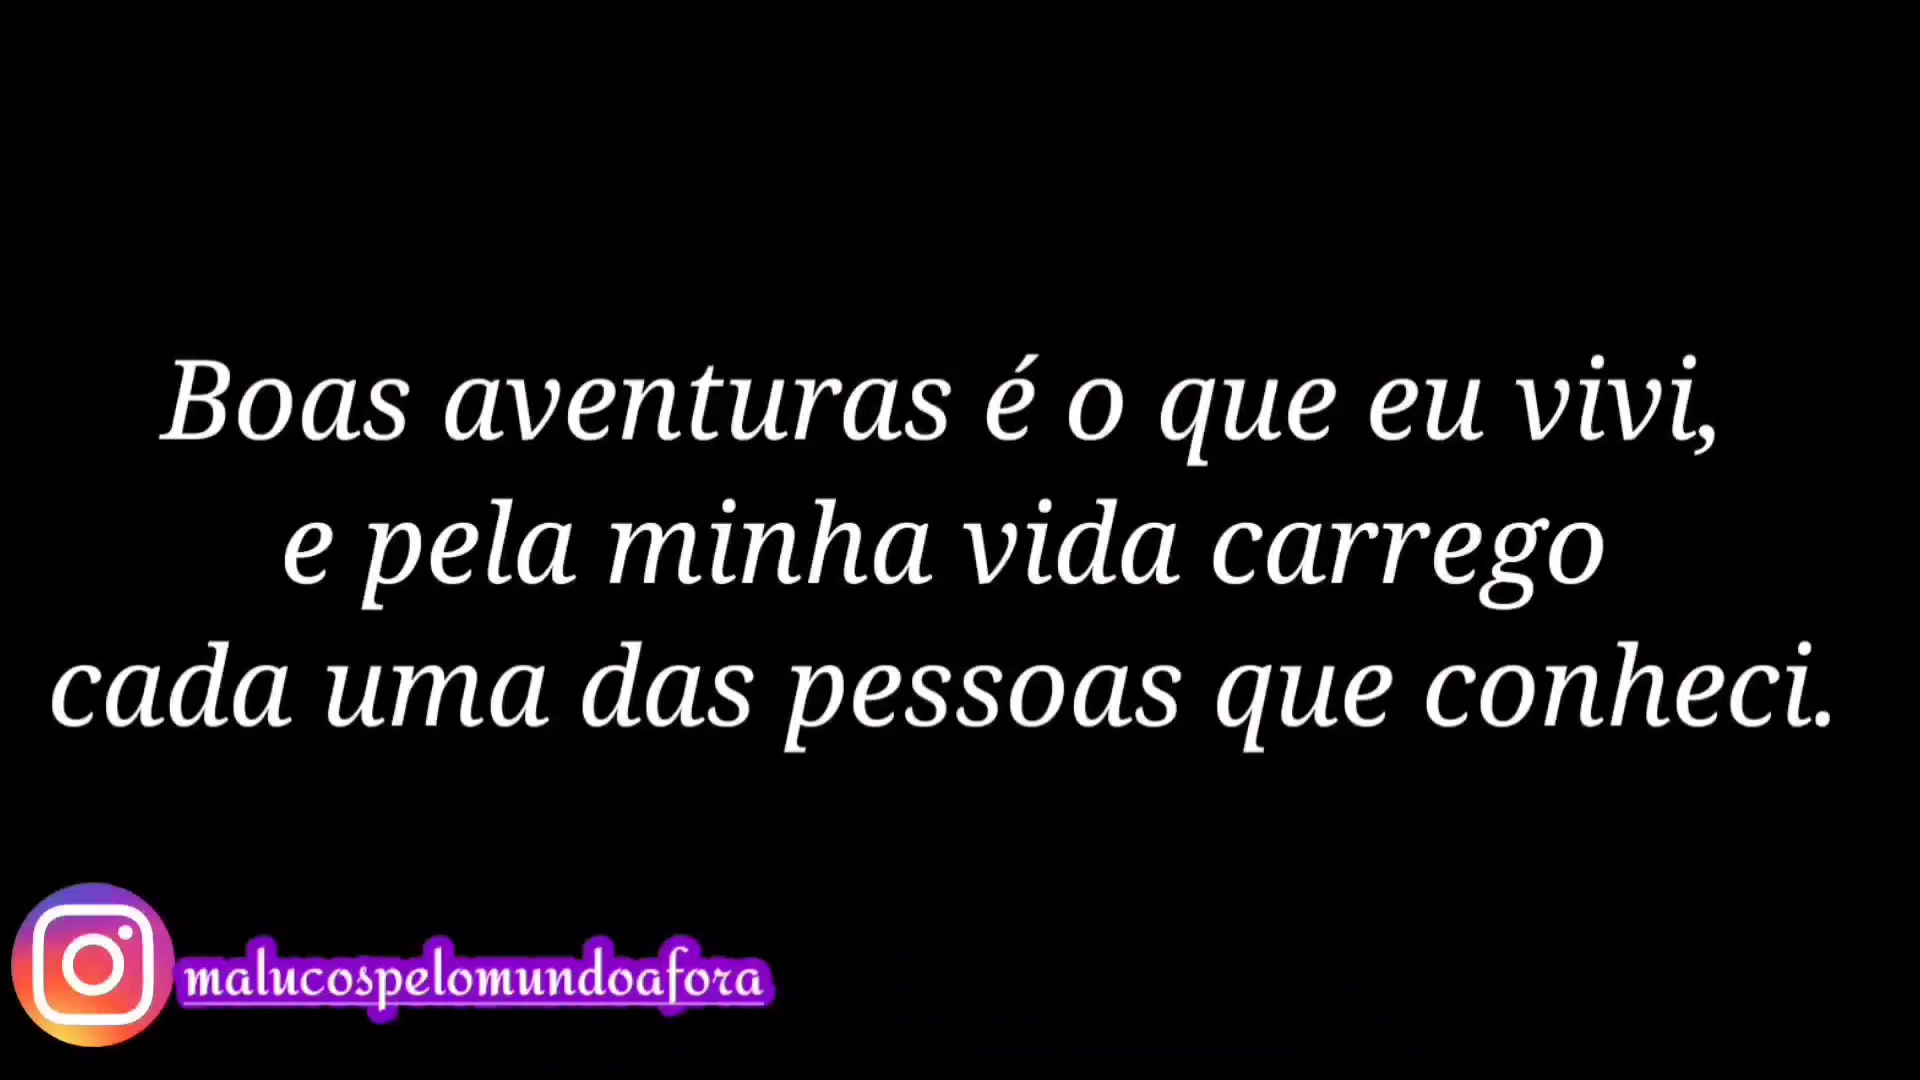 Boas aventuras é o que eu vivi,
e pela minha vida carrego
cada uma das pessoas que conheci.
malucospelomundoafora